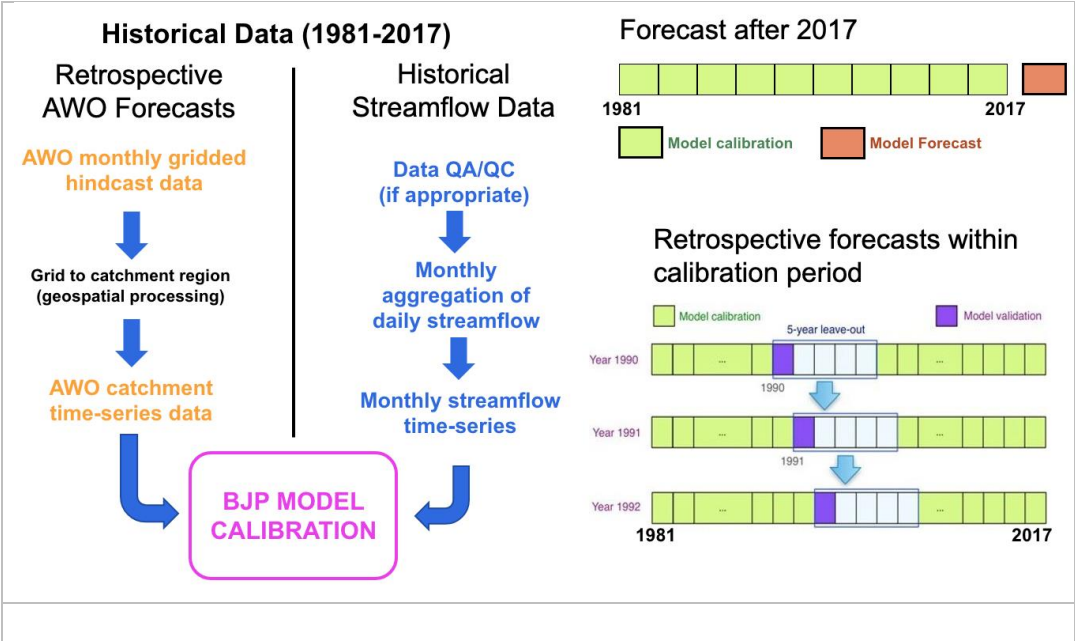 Historical Data (1981-2017)
Retrospective
AWO Forecasts
AWO monthly gridded
hindcast data
Grid to catchment region
(geospatial processing)
AWO catchment
time-series data
Historical
Streamflow Data
Data QA/QC
(if appropriate)
Monthly
aggregation of
daily streamflow
Monthly streamflow
time-series
BJP MODEL
CALIBRATION
Forecast after 2017
1981
2017
Model calibration
Model Forecast
Retrospective forecasts within
calibration period
Model calibration
Model validation
5-year leave-out
Year 1990
...
...
1990
Year 1991
...
...
1991
Year 1992
...
...
1981
2017